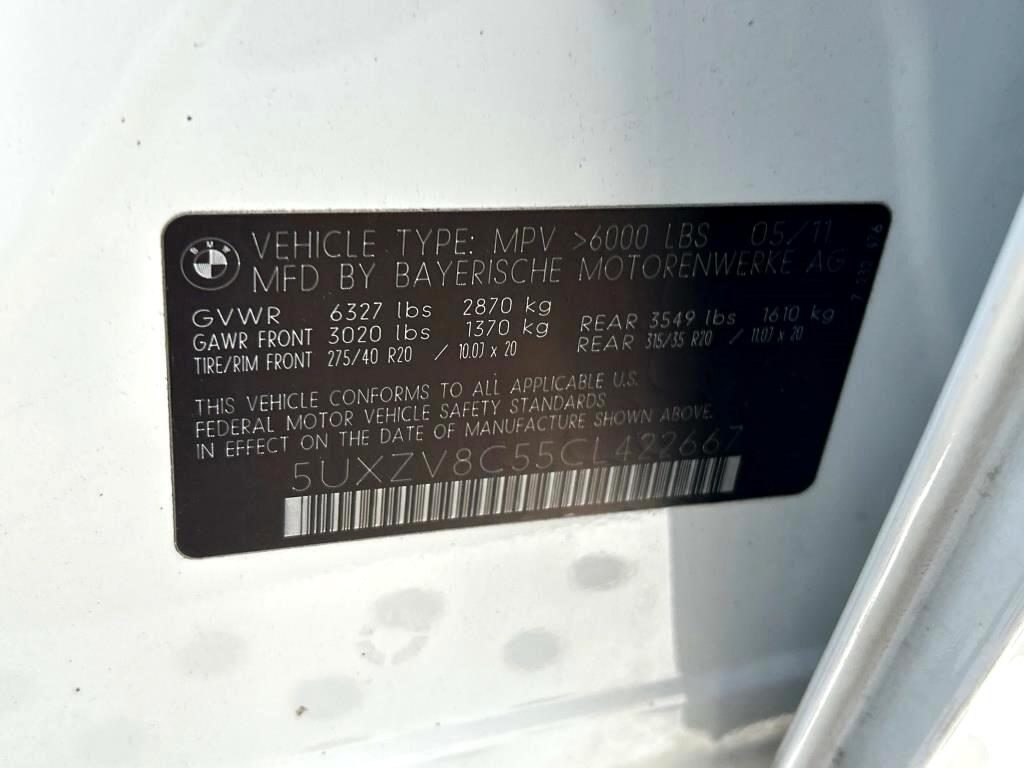 BMW
VEHICLE TYPE: MPV >6000 LBS 05/11
MFD BY BAYERISCHE MOTORENWERKE AG
GVWR 6327 lbs 2870 kg
GAWR FRONT 3020 lbs 1370 kg REAR 3549 lbs 1610 kg
TIRE/RIM FRONT 275/40 R20 / 10.0J x 20 REAR 315/35 R20 / 11.0J x 20
THIS VEHICLE CONFORMS TO ALL APPLICABLE U.S.
FEDERAL MOTOR VEHICLE SAFETY STANDARDS
IN EFFECT ON THE DATE OF MANUFACTURE SHOWN ABOVE.
5UXZV8C55CL422667